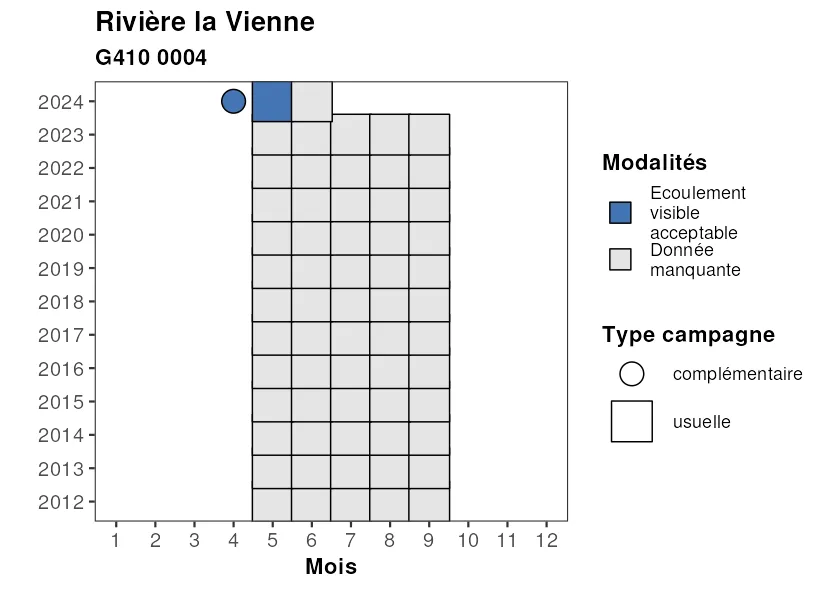 Rivière la Vienne
G410 0004
2024
2023
2022
2021
2020
2019
2018
2017
2016
2015
2014
2013
2012
1 2 3 4 5 6 7 8 9 10 11 12
Mois
Modalités
Ecoulement
visible
acceptable
Donnée
manquante
Type campagne
complémentaire
usuelle